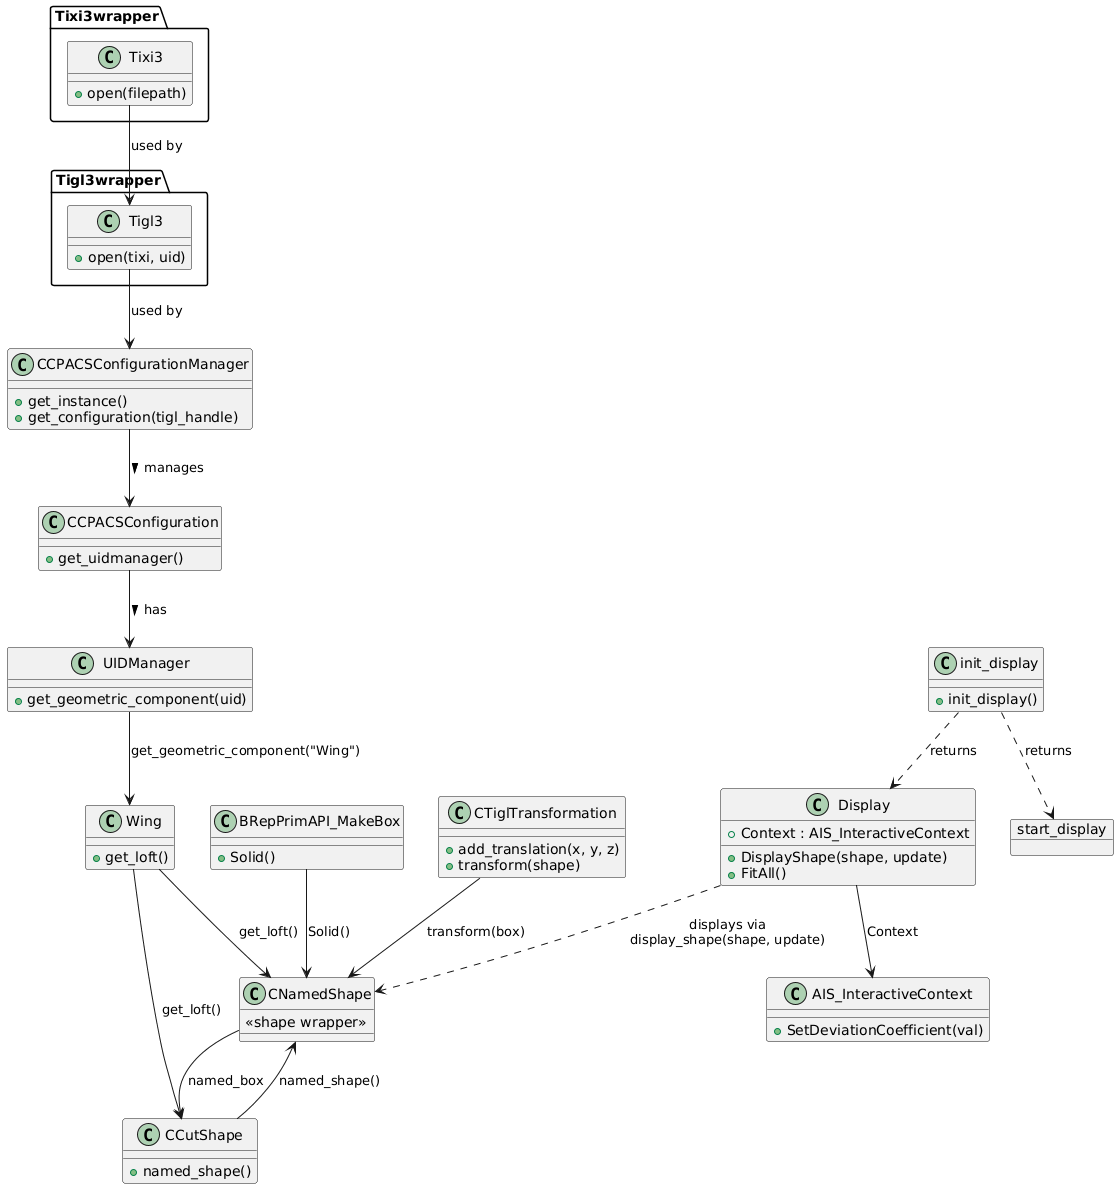 Tixi3wrapper
C Tixi3
open(filepath)
used by
Tigl3wrapper
C Tigl3
open(tixi, uid)
used by
C CCPACSConfigurationManager
get_instance()
get_configuration(tigl_handle)
manages
C CCPACSConfiguration
get_uidmanager()
has
C UIDManager
get_geometric_component(uid)
C init_display
init_display()
get_geometric_component("Wing")
returns
returns
C Wing
get_loft()
C BRepPrimAPI_MakeBox
Solid()
C CTiglTransformation
add_translation(x, y, z)
transform(shape)
C Display
Context : AIS_InteractiveContext
DisplayShape(shape, update)
FitAll()
start_display
get_loft()
Solid()
transform(box)
displays via
display_shape(shape, update)
Context
get_loft()
C CNamedShape
«shape wrapper»
C AIS_InteractiveContext
SetDeviationCoefficient(val)
named_box
named_shape()
C CCutShape
named_shape()